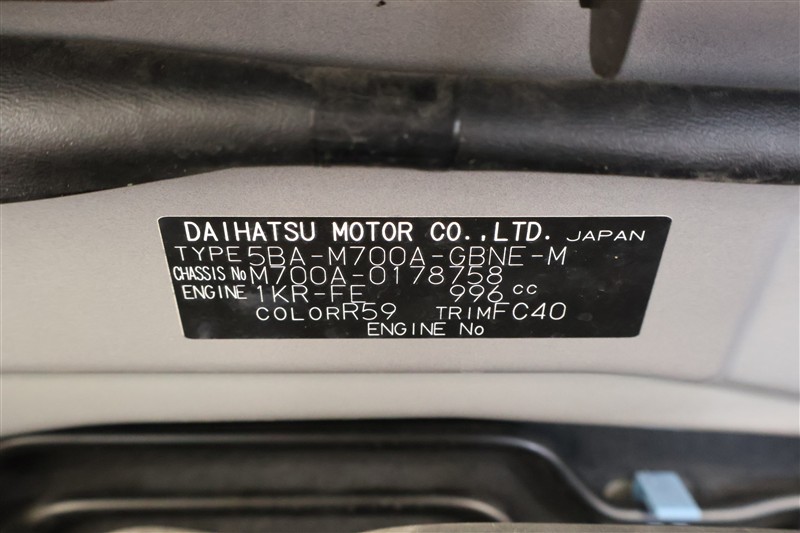 DAIHATSU MOTOR CO.,LTD. JAPAN
TYPE 5BA-M700A-GBNE-M
CHASSIS No M700A-0178758
ENGINE 1KR-FE 996 cc
COLOR R59 TRIM FC40
ENGINE No